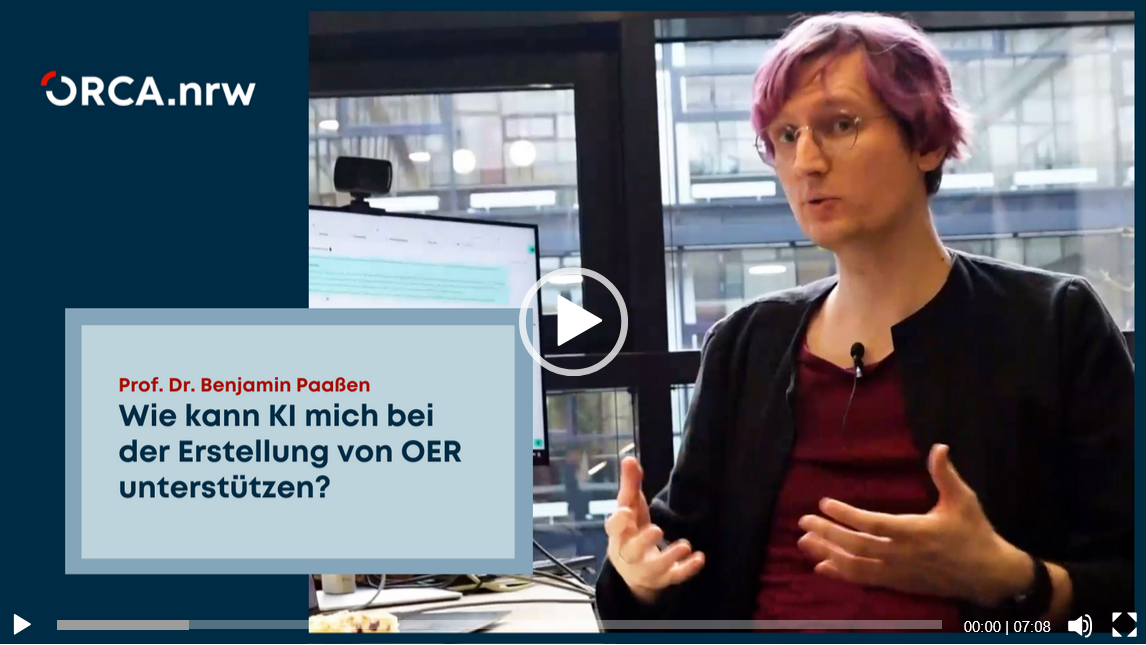 ORCA.nrw
Prof. Dr. Benjamin Paaßen
Wie kann KI mich bei
der Erstellung von OER
unterstützen?
00:00 | 07:08